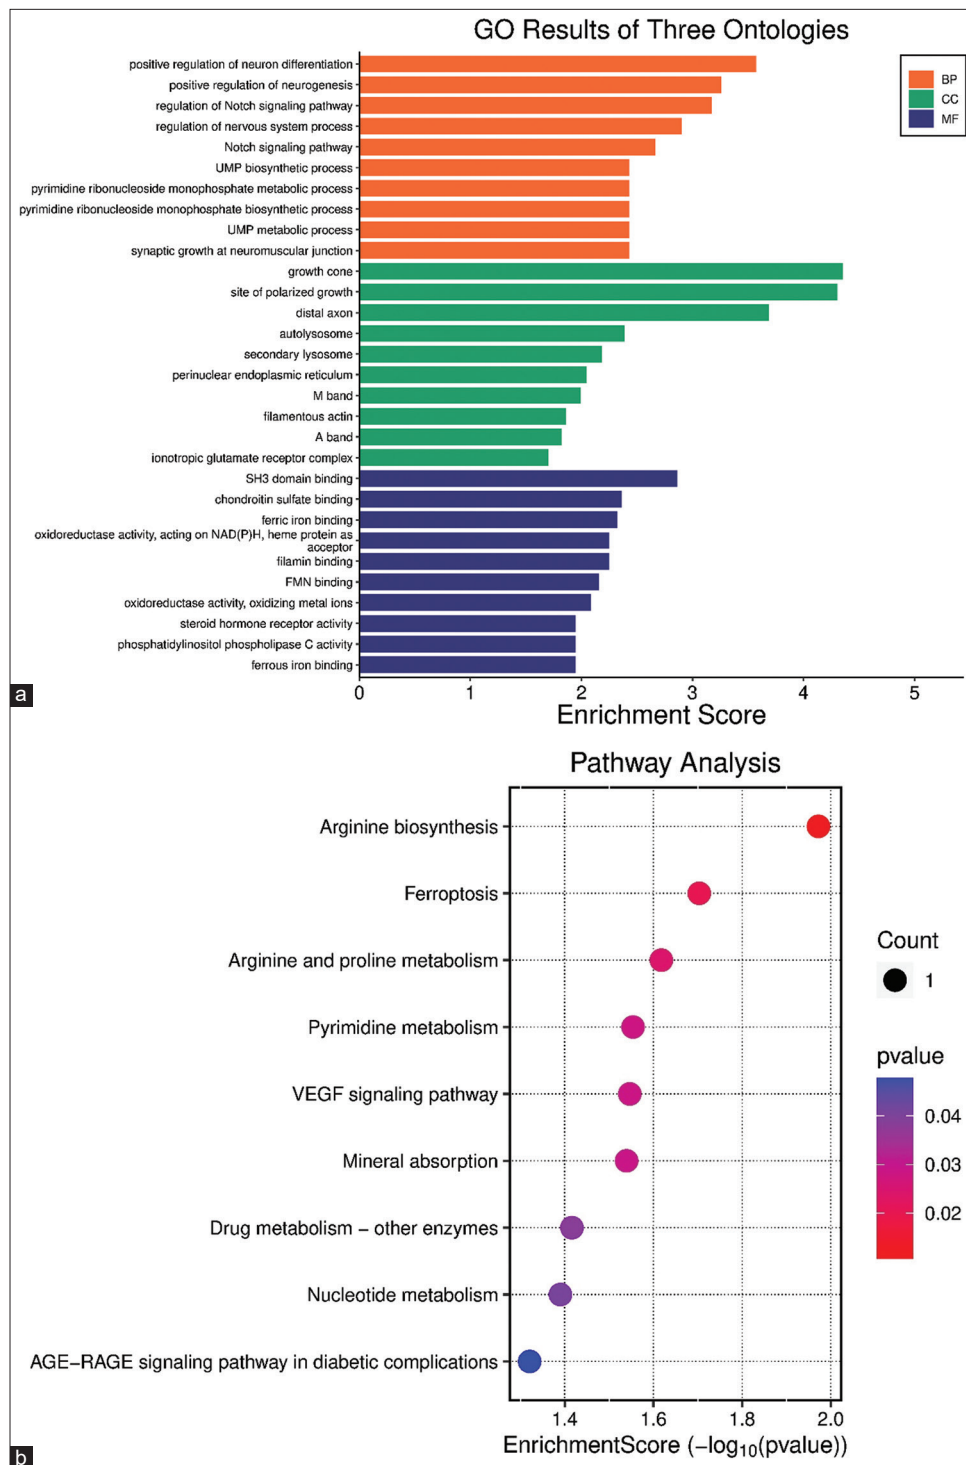 GO Results of Three Ontologies
positive regulation of neuron differentiation
positive regulation of neurogenesis
regulation of Notch signaling pathway
regulation of nervous system process
Notch signaling pathway
UMP biosynthetic process
pyrimidine ribonucleoside monophosphate metabolic process
pyrimidine ribonucleoside monophosphate biosynthetic process
UMP metabolic process
synaptic growth at neuromuscular junction
growth cone
site of polarized growth
distal axon
autolysosome
secondary lysosome
perinuclear endoplasmic reticulum
M band
filamentous actin
A band
ionotropic glutamate receptor complex
SH3 domain binding
chondroitin sulfate binding
ferric iron binding
oxidoreductase activity, acting on NAD(P)H, heme protein as
acceptor
filamin binding
FMN binding
oxidoreductase activity, oxidizing metal ions
steroid hormone receptor activity
phosphatidylinositol phospholipase C activity
ferrous iron binding
BP
CC
MF
0 1 2 3 4 5
Enrichment Score
a
Pathway Analysis
Arginine biosynthesis
Ferroptosis
Arginine and proline metabolism
Pyrimidine metabolism
VEGF signaling pathway
Mineral absorption
Drug metabolism − other enzymes
Nucleotide metabolism
AGE−RAGE signaling pathway in diabetic complications
Count
1
pvalue
0.04
0.03
0.02
1.4 1.6 1.8 2.0
EnrichmentScore (−log₁₀(pvalue))
b